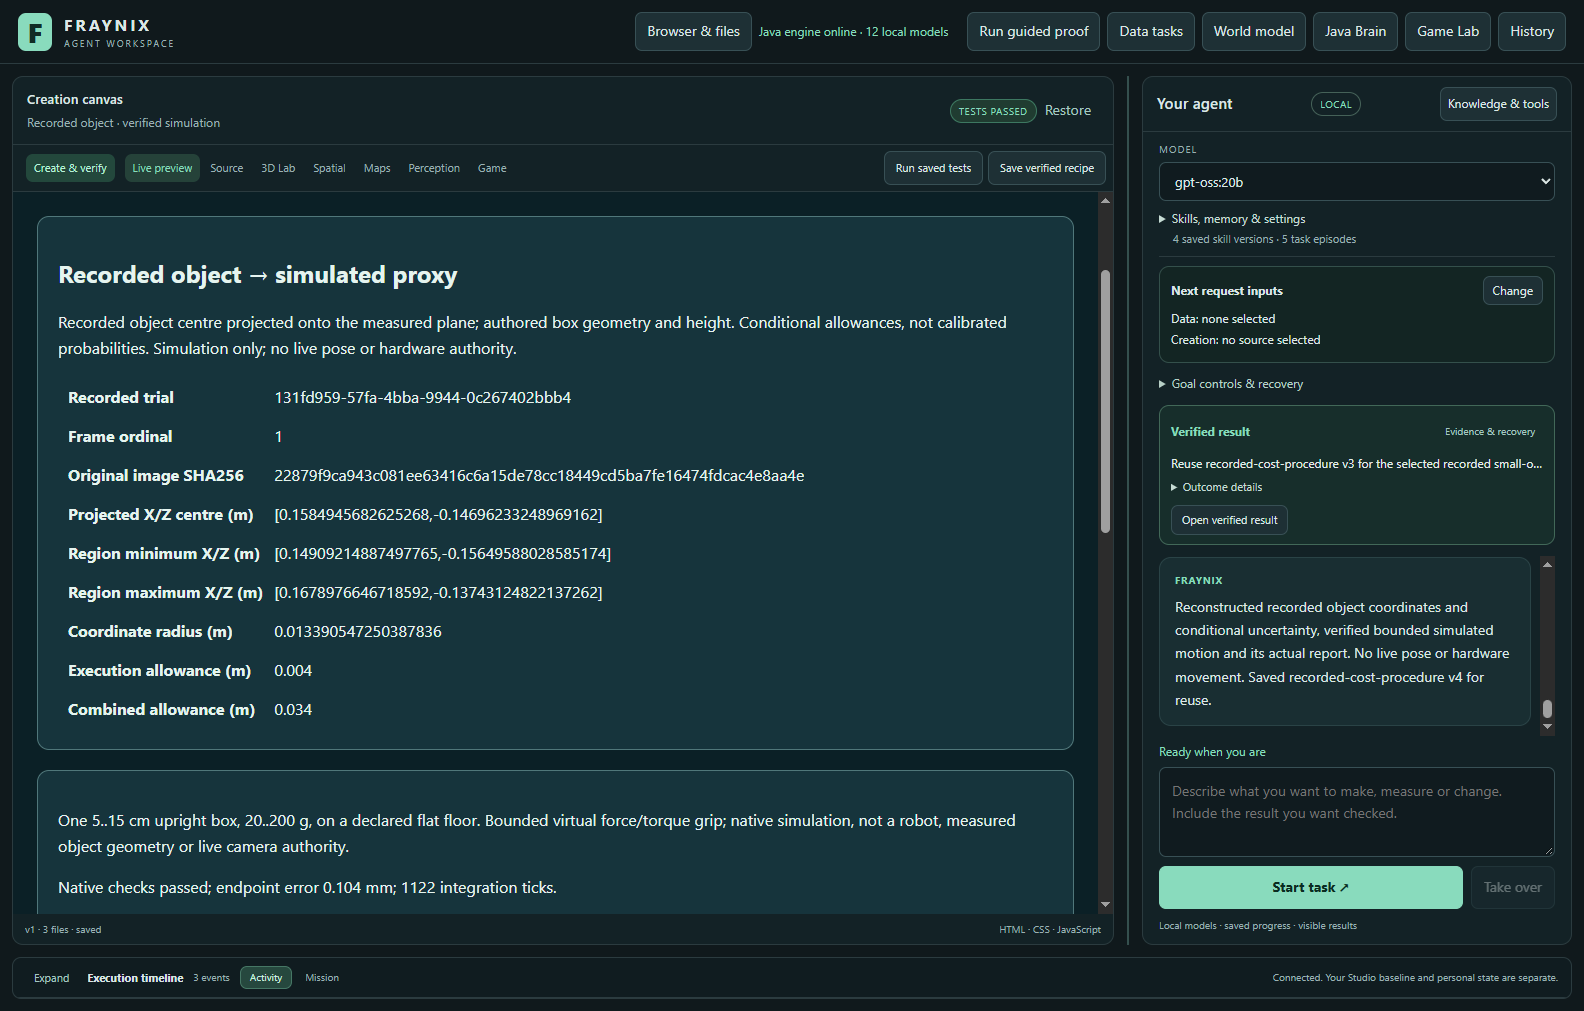 F
FRAYNIX
AGENT WORKSPACE
Browser & files
Java engine online · 12 local models
Run guided proof
Data tasks
World model
Java Brain
Game Lab
History
Creation canvas
Recorded object · verified simulation
TESTS PASSED
Restore
Create & verify
Live preview
Source
3D Lab
Spatial
Maps
Perception
Game
Run saved tests
Save verified recipe
Recorded object → simulated proxy
Recorded object centre projected onto the measured plane; authored box geometry and height. Conditional allowances, not calibrated
probabilities. Simulation only; no live pose or hardware authority.
Recorded trial 131fd959-57fa-4bba-9944-0c267402bbb4
Frame ordinal 1
Original image SHA256 22879f9ca943c081ee63416c6a15de78cc18449cd5ba7fe16474fdcac4e8aa4e
Projected X/Z centre (m) [0.1584945682625268,-0.14696233248969162]
Region minimum X/Z (m) [0.14909214887497765,-0.15649588028585174]
Region maximum X/Z (m) [0.1678976646718592,-0.13743124822137262]
Coordinate radius (m) 0.013390547250387836
Execution allowance (m) 0.004
Combined allowance (m) 0.034
One 5..15 cm upright box, 20..200 g, on a declared flat floor. Bounded virtual force/torque grip; native simulation, not a robot, measured
object geometry or live camera authority.
Native checks passed; endpoint error 0.104 mm; 1122 integration ticks.
v1 · 3 files · saved
HTML · CSS · JavaScript
Your agent
LOCAL
Knowledge & tools
MODEL
gpt-oss:20b
Skills, memory & settings
4 saved skill versions · 5 task episodes
Next request inputs
Change
Data: none selected
Creation: no source selected
Goal controls & recovery
Verified result
Evidence & recovery
Reuse recorded-cost-procedure v3 for the selected recorded small-o...
Outcome details
Open verified result
FRAYNIX
Reconstructed recorded object coordinates and
conditional uncertainty, verified bounded simulated
motion and its actual report. No live pose or hardware
movement. Saved recorded-cost-procedure v4 for
reuse.
Ready when you are
Describe what you want to make, measure or change.
Include the result you want checked.
Start task ↗
Take over
Local models · saved progress · visible results
Expand
Execution timeline
3 events
Activity
Mission
Connected. Your Studio baseline and personal state are separate.